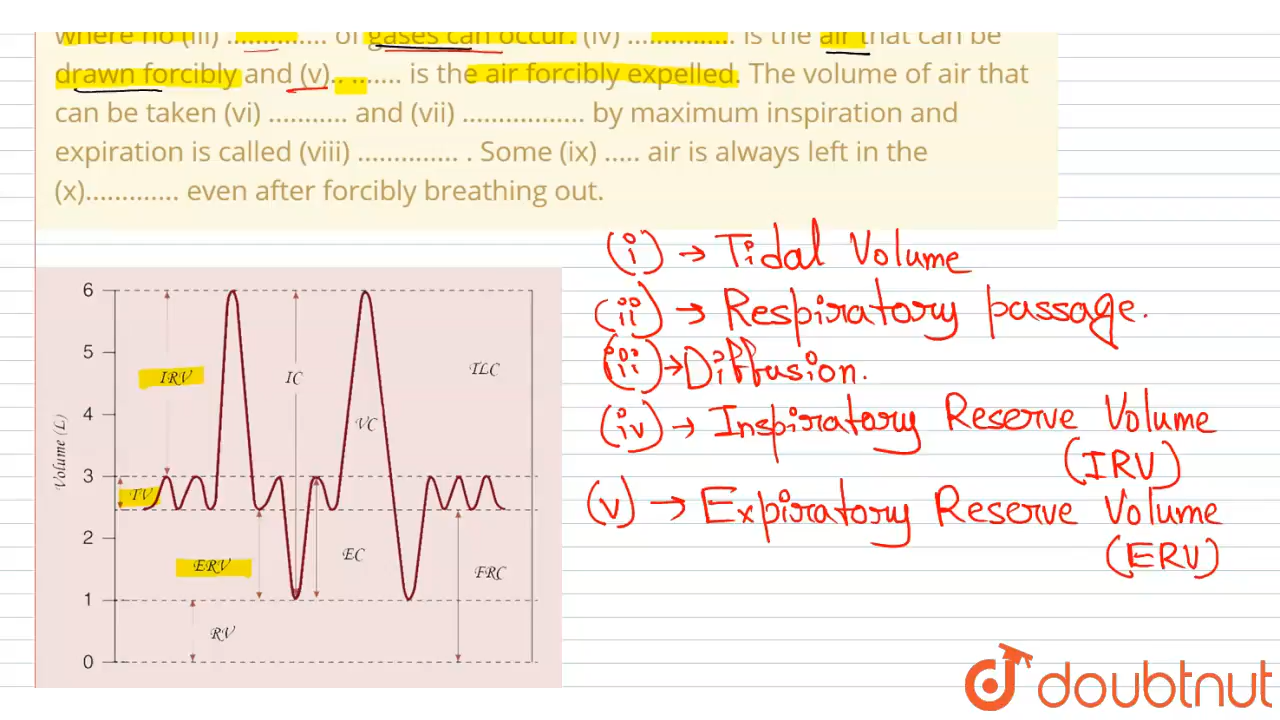 where no (iii) .............. of gases can occur. (iv) ............... is the air that can be
drawn forcibly and (v).. ....... is the air forcibly expelled. The volume of air that
can be taken (vi) ........... and (vii) ................. by maximum inspiration and
expiration is called (viii) .............. . Some (ix) ..... air is always left in the
(x)............. even after forcibly breathing out.
(i) → Tidal Volume
(ii) → Respiratory passage.
(iii) → Diffusion.
(iv) → Inspiratory Reserve Volume
(IRV)
(v) → Expiratory Reserve Volume
(ERV)
Volume (L)
6
5
4
3
2
1
0
IRV
IC
TLC
VC
TV
ERV
EC
FRC
RV
doubtnut